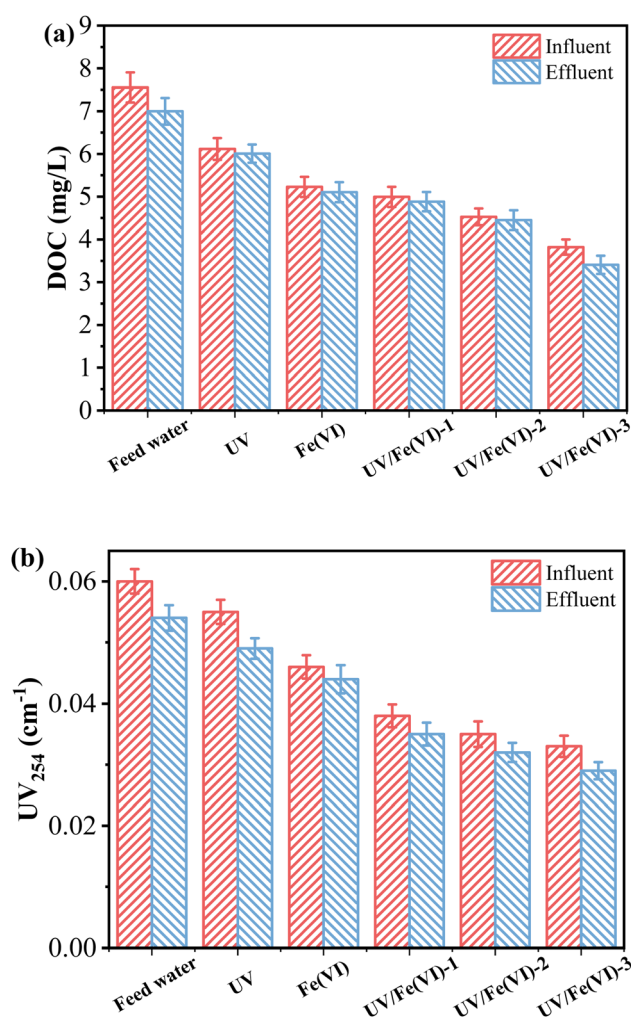 (a)
9
8
7
6
5
4
3
2
1
0
DOC (mg/L)
Influent
Effluent
Feed water
UV
Fe(VI)
UV/Fe(VI)-1
UV/Fe(VI)-2
UV/Fe(VI)-3
(b)
0.06
0.04
0.02
0.00
UV254 (cm-1)
Influent
Effluent
Feed water
UV
Fe(VI)
UV/Fe(VI)-1
UV/Fe(VI)-2
UV/Fe(VI)-3